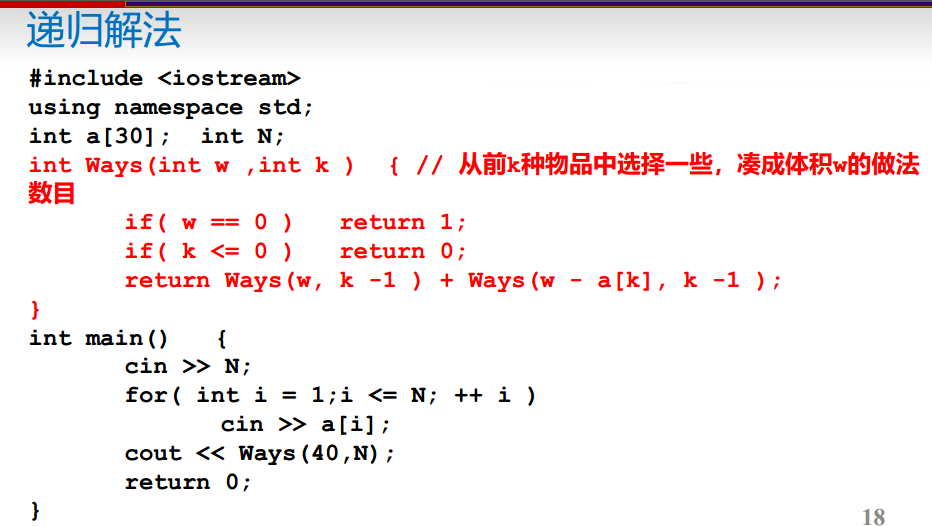 递归解法
#include <iostream>
using namespace std;
int a[30];  int N;
int Ways(int w ,int k )  { // 从前k种物品中选择一些，凑成体积w的做法
数目
if( w == 0 )   return 1;
if( k <= 0 )   return 0;
return Ways(w, k -1 ) + Ways(w - a[k], k -1 );
}
int main()   {
cin >> N;
for( int i = 1;i <= N; ++ i )
cin >> a[i];
cout << Ways(40,N);
return 0;
}
18